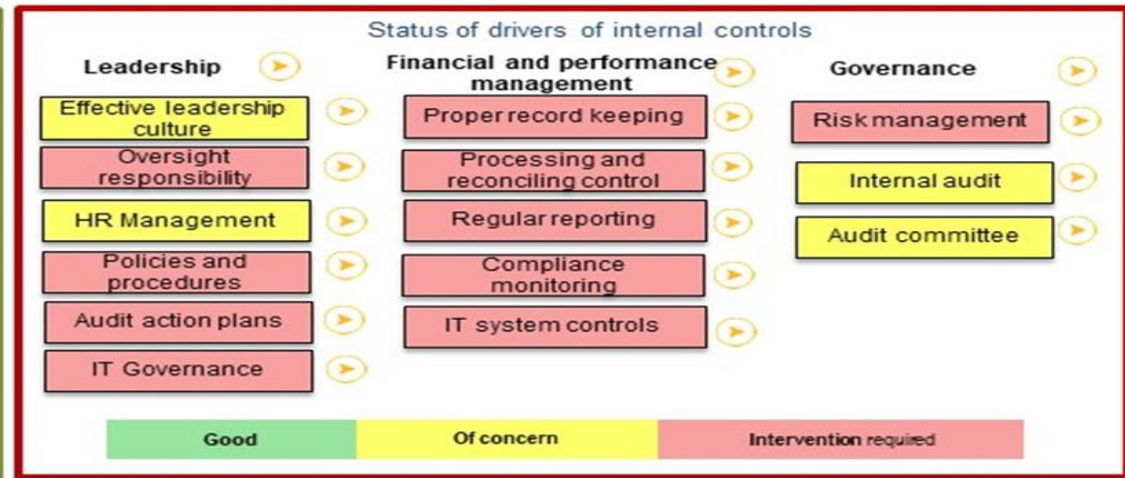 Status of drivers of internal controls
Leadership
Effective leadership
culture
Oversight
responsibility
HR Management
Policies and
procedures
Audit action plans
IT Governance
Financial and performance
management
Proper record keeping
Processing and
reconciling control
Regular reporting
Compliance
monitoring
IT system controls
Governance
Risk management
Internal audit
Audit committee
Good
Of concern
Intervention required